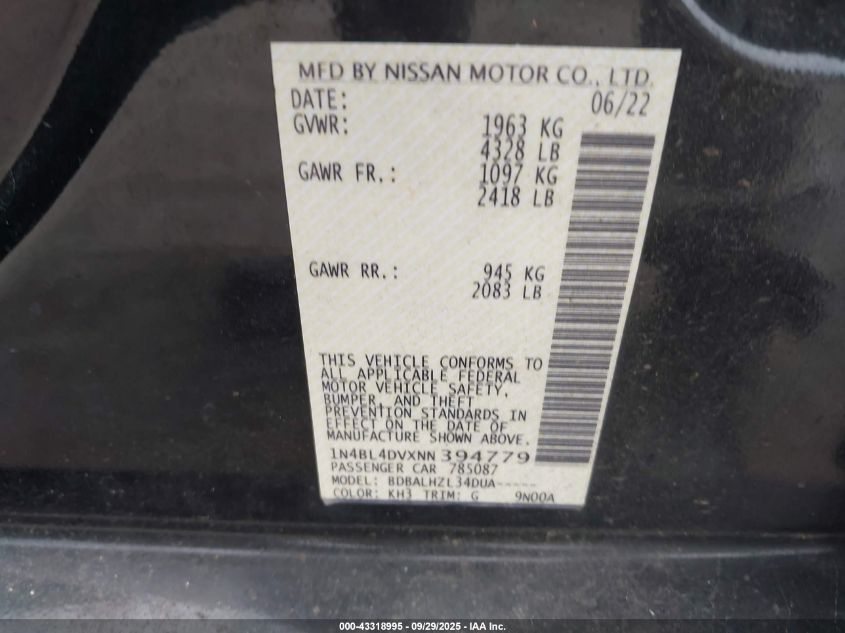 MFD BY NISSAN MOTOR CO., LTD.
DATE: 06/22
GVWR: 1963 KG
4328 LB
GAWR FR.: 1097 KG
2418 LB
GAWR RR.: 945 KG
2083 LB
THIS VEHICLE CONFORMS TO
ALL APPLICABLE FEDERAL
MOTOR VEHICLE SAFETY,
BUMPER, AND THEFT
PREVENTION STANDARDS IN
EFFECT ON THE DATE OF
MANUFACTURE SHOWN ABOVE.
1N4BL4DVXNN394779
PASSENGER CAR 785087
MODEL: BDBALHZL34DUA-----
COLOR: KH3 TRIM: G 9N00A
000-43318995 - 09/29/2025 - IAA Inc.